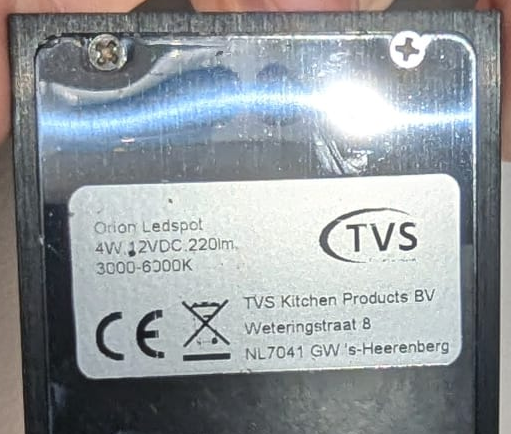 Orion Ledspot
4W.12VDC.220lm.
3000-6000K
TVS
CE
TVS Kitchen Products BV
Weteringstraat 8
NL7041 GW 's-Heerenberg